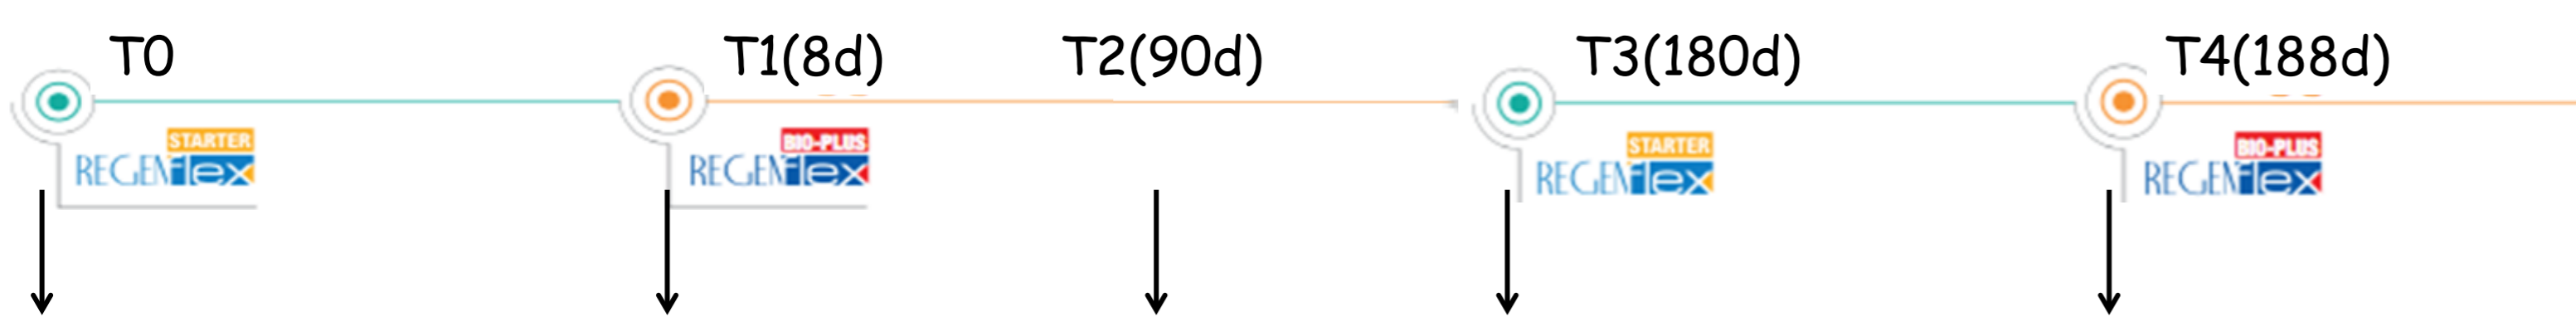 T0
T1(8d)
T2(90d)
T3(180d)
T4(188d)
STARTER
REGENflex
BIO-PLUS
REGENflex
STARTER
REGENflex
BIO-PLUS
REGENflex